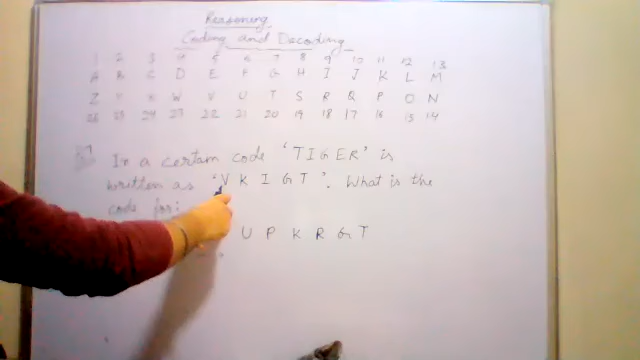 Reasoning
Coding and Decoding
1 2 3 4 5 6 7 8 9 10 11 12 13
A B C D E F G H I J K L M
Z Y X W V U T S R Q P O N
26 25 24 23 22 21 20 19 18 17 16 15 14
In a certain code 'TIGER' is
written as 'V K I G T'. What is the
code for:
U P K R G T